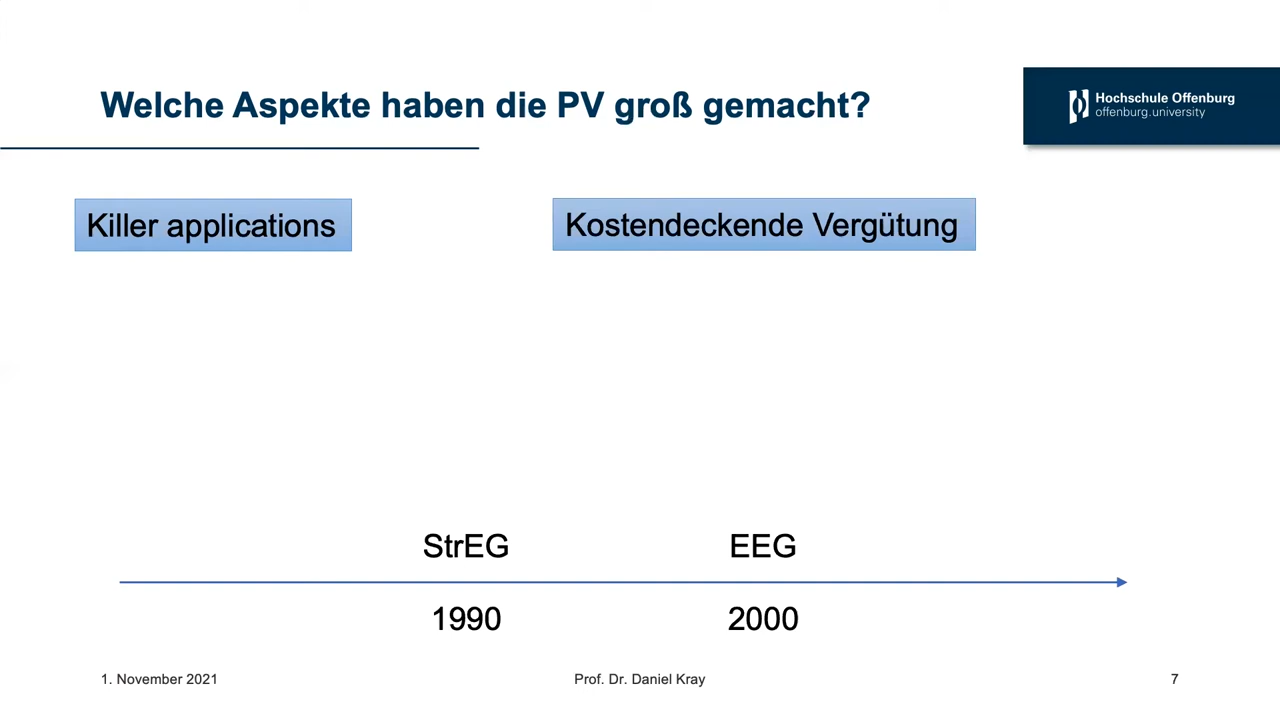 Welche Aspekte haben die PV groß gemacht?
Hochschule Offenburg
offenburg.university
Killer applications
Kostendeckende Vergütung
StrEG
EEG
1990
2000
1. November 2021
Prof. Dr. Daniel Kray
7